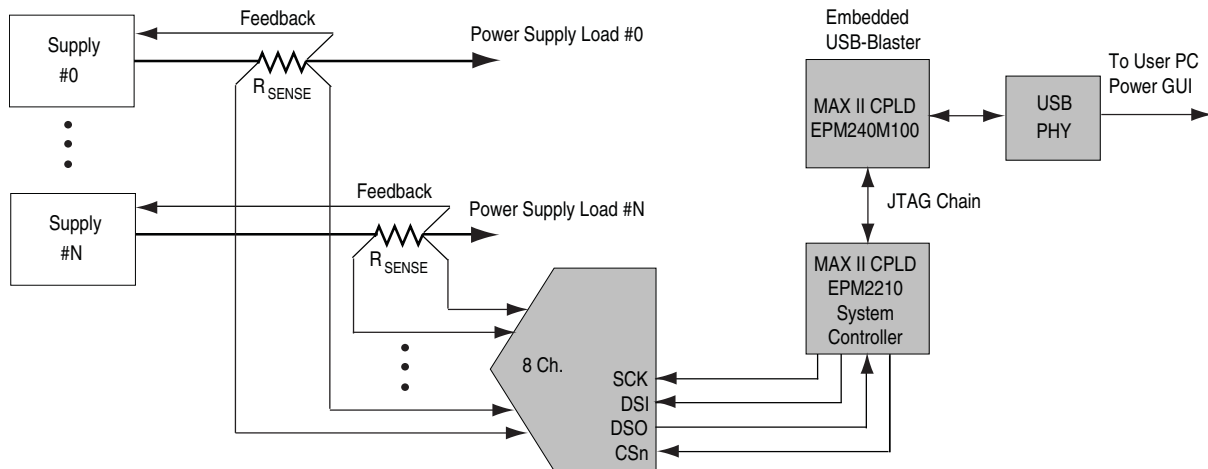 Feedback
Supply
#0
R SENSE
Power Supply Load #0
Feedback
Supply
#N
R SENSE
Power Supply Load #N
8 Ch.
SCK
DSI
DSO
CSn
Embedded
USB-Blaster
MAX II CPLD
EPM240M100
USB
PHY
To User PC
Power GUI
JTAG Chain
MAX II CPLD
EPM2210
System
Controller